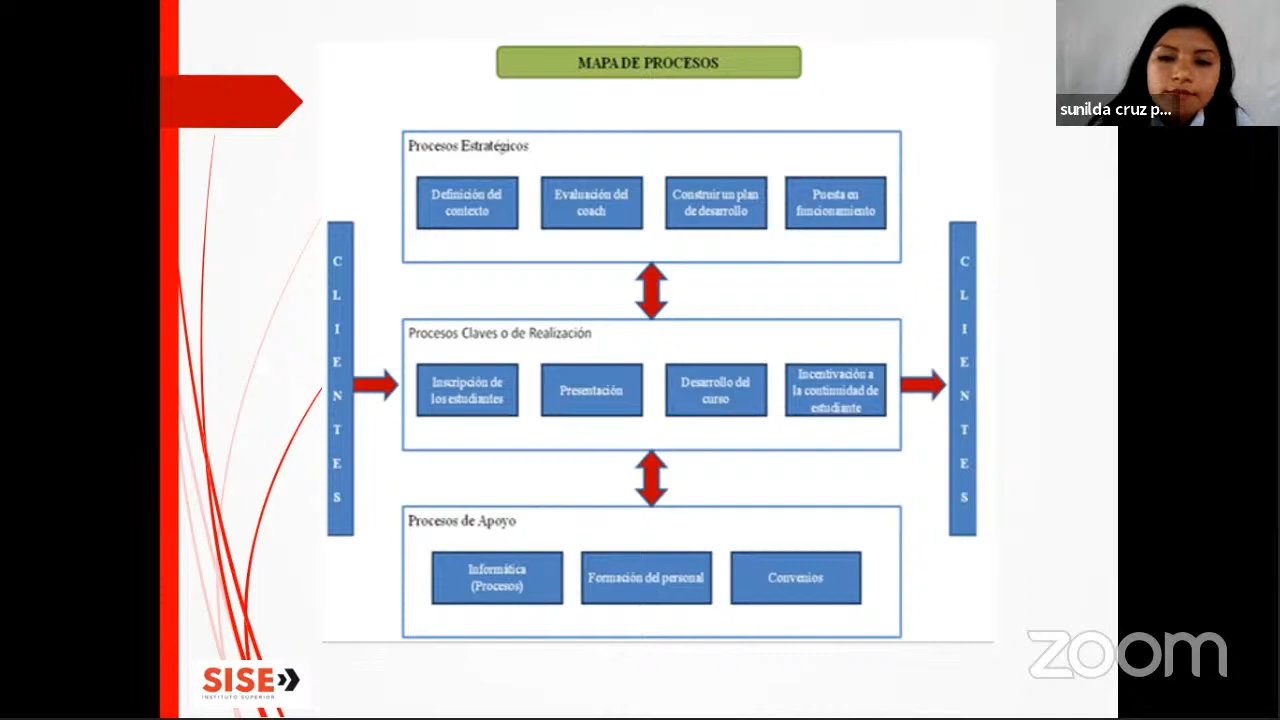 MAPA DE PROCESOS
sunilda cruz p...
Procesos Estratégicos
Definición del
contexto
Evaluación del
coach
Construir un plan
de desarrollo
Puesta en
funcionamiento
C
L
I
E
N
T
E
S
Procesos Claves o de Realización
Inscripción de
los estudiantes
Presentación
Desarrollo del
curso
Incentivación a
la continuidad de
estudiante
C
L
I
E
N
T
E
S
Procesos de Apoyo
Informática
(Procesos)
Formación del personal
Convenios
SISE
INSTITUTO SUPERIOR
zoom